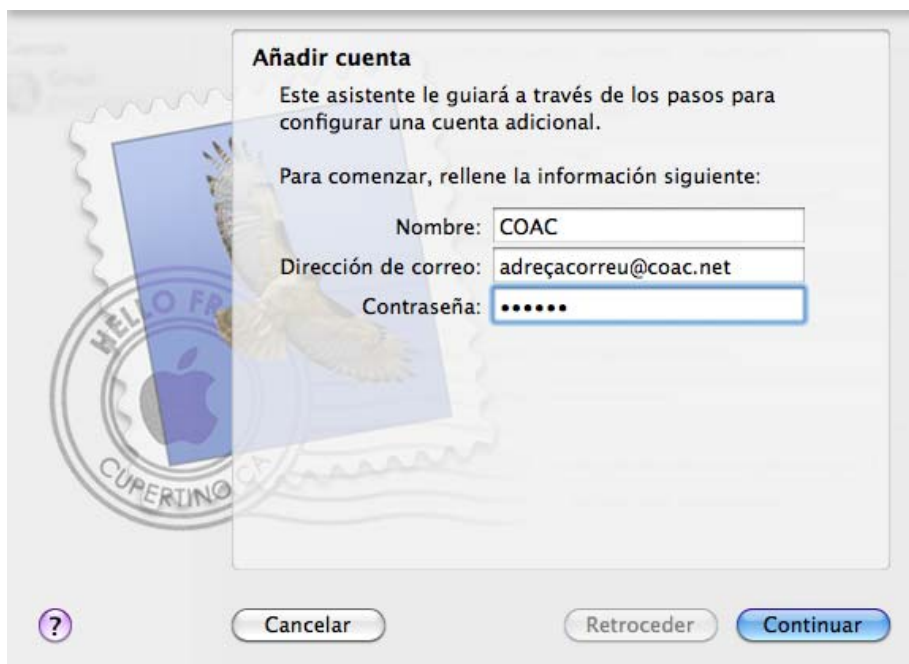 Añadir cuenta
Este asistente le guiará a través de los pasos para
configurar una cuenta adicional.
Para comenzar, rellene la información siguiente:
Nombre: COAC
Dirección de correo: adreçacorreu@coac.net
Contraseña: ••••••
HELLO FR
CUPERTINO CA
? Cancelar Retroceder Continuar